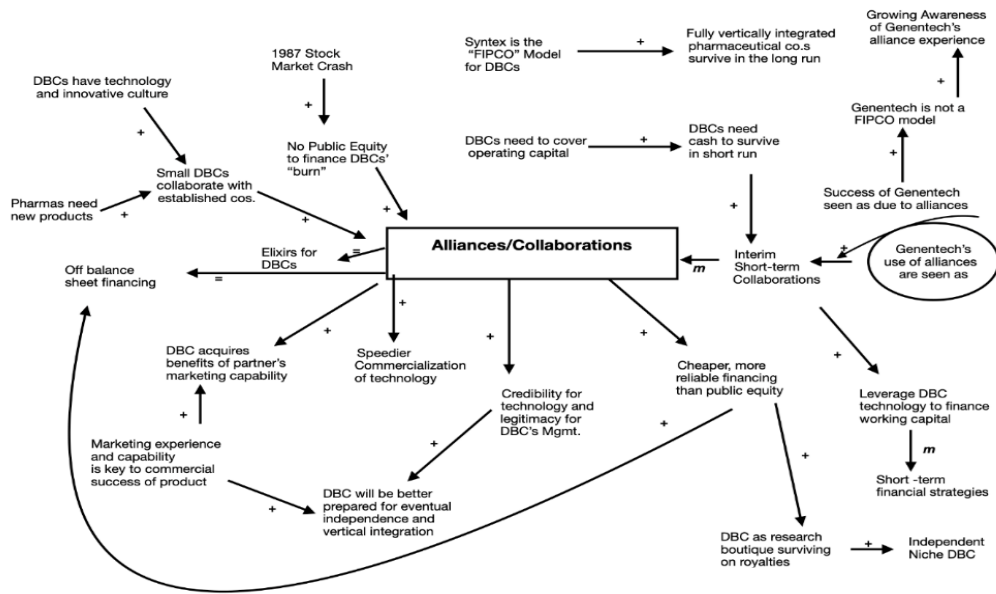 Growing Awareness
of Genentech's
alliance experience
Syntex is the
"FIPCO" Model
for DBCs
+
Fully vertically integrated
pharmaceutical co.s
survive in the long run
+
1987 Stock
Market Crash
+
DBCs have technology
and innovative culture
+
Genentech is not a
FIPCO model
+
No Public Equity
to finance DBCs'
"burn"
+
DBCs need to cover
operating capital
+
DBCs need
cash to survive
in short run
+
Small DBCs
collaborate with
established cos.
+
Pharmas need
new products
+
Success of Genentech
seen as due to alliances
+
Alliances/Collaborations
Elixirs for
DBCs
=
m
Interim
Short-term
Collaborations
Genentech's
use of alliances
are seen as
Off balance
sheet financing
=
+
+
+
+
+
DBC acquires
benefits of partner's
marketing capability
Speedier
Commercialization
of technology
Cheaper, more
reliable financing
than public equity
Credibility for
technology and
legitimacy for
DBC's Mgmt.
Leverage DBC
technology to finance
working capital
+
+
+
+
m
Marketing experience
and capability
is key to commercial
success of product
+
Short -term
financial strategies
DBC will be better
prepared for eventual
independence and
vertical integration
DBC as research
boutique surviving
on royalties
+
Independent
Niche DBC